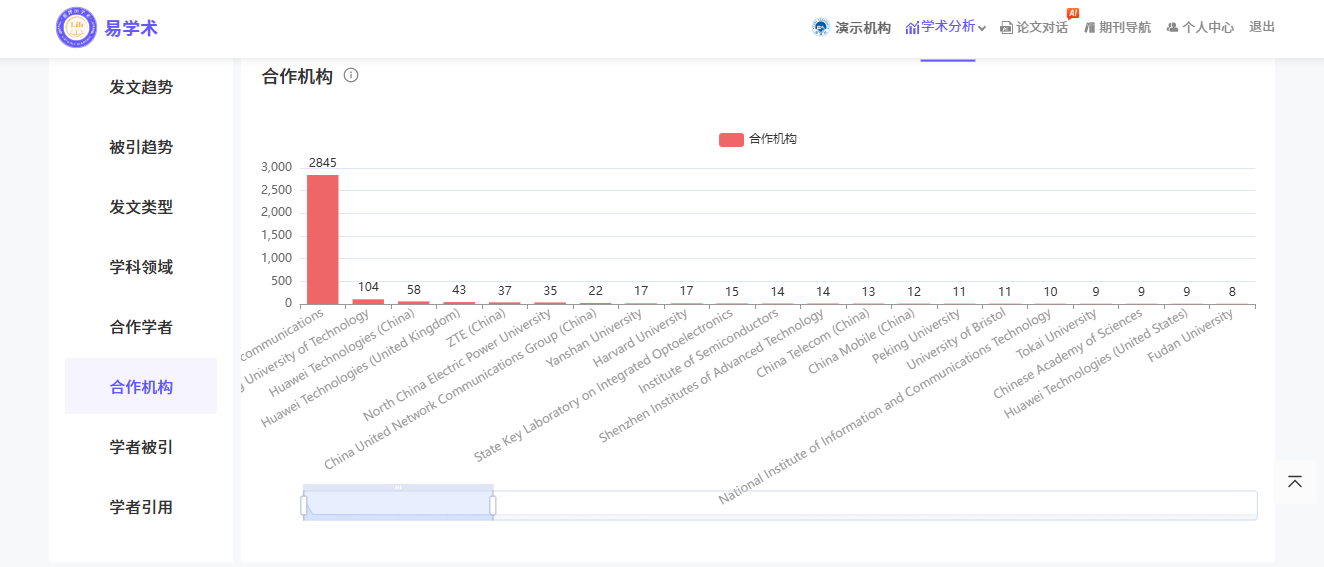 易学术
演示机构
学术分析
论文对话
AI
期刊导航
个人中心
退出
发文趋势
被引趋势
发文类型
学科领域
合作学者
合作机构
学者被引
学者引用
合作机构
合作机构
3,000
2,500
2,000
1,500
1,000
500
0
2845
104
58
43
37
35
22
17
17
15
14
14
13
12
11
11
10
9
9
9
8
communications
University of Technology
Huawei Technologies (China)
Huawei Technologies (United Kingdom)
ZTE (China)
North China Electric Power University
China United Network Communications Group (China)
Yanshan University
Harvard University
State Key Laboratory on Integrated Optoelectronics
Institute of Semiconductors
Shenzhen Institutes of Advanced Technology
China Telecom (China)
China Mobile (China)
Peking University
University of Bristol
National Institute of Information and Communications Technology
Tokai University
Chinese Academy of Sciences
Huawei Technologies (United States)
Fudan University